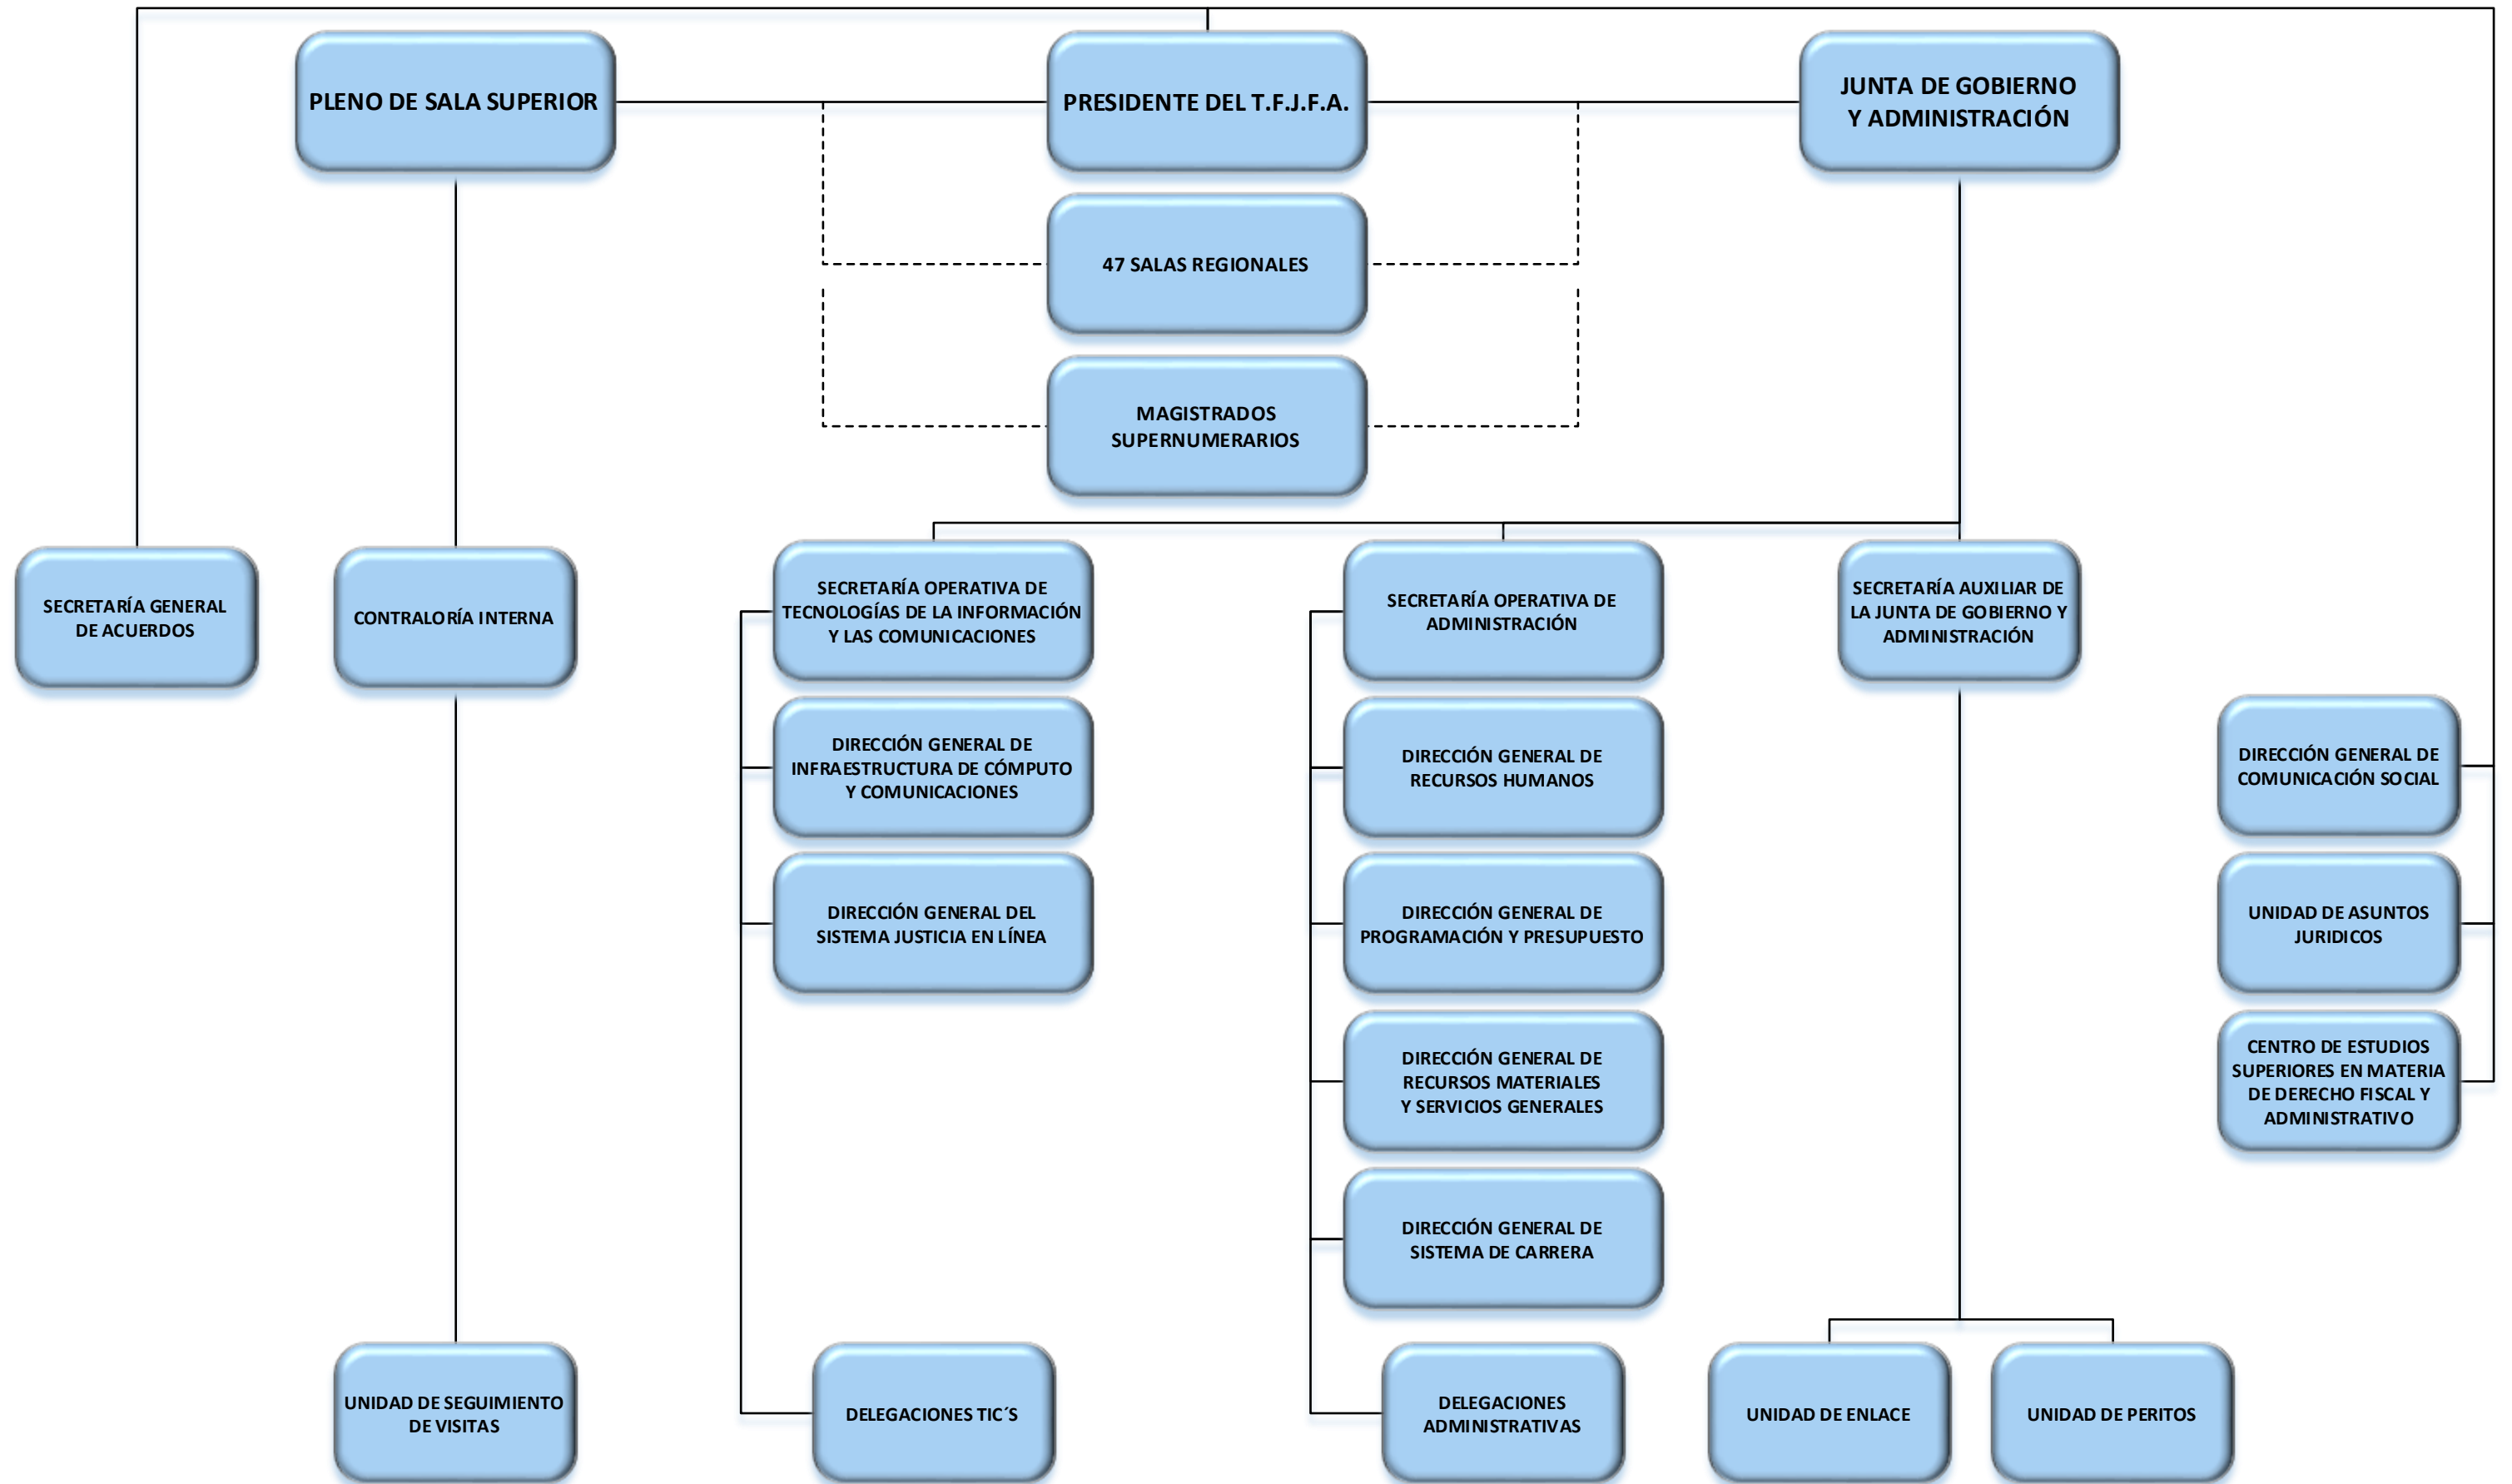 PLENO DE SALA SUPERIOR
PRESIDENTE DEL T.F.J.F.A.
JUNTA DE GOBIERNO
Y ADMINISTRACIÓN
47 SALAS REGIONALES
MAGISTRADOS
SUPERNUMERARIOS
SECRETARÍA GENERAL
DE ACUERDOS
CONTRALORÍA INTERNA
SECRETARÍA OPERATIVA DE
TECNOLOGÍAS DE LA INFORMACIÓN
Y LAS COMUNICACIONES
SECRETARÍA OPERATIVA DE
ADMINISTRACIÓN
SECRETARÍA AUXILIAR DE
LA JUNTA DE GOBIERNO Y
ADMINISTRACIÓN
DIRECCIÓN GENERAL DE
INFRAESTRUCTURA DE CÓMPUTO
Y COMUNICACIONES
DIRECCIÓN GENERAL DE
RECURSOS HUMANOS
DIRECCIÓN GENERAL DE
COMUNICACIÓN SOCIAL
DIRECCIÓN GENERAL DEL
SISTEMA JUSTICIA EN LÍNEA
DIRECCIÓN GENERAL DE
PROGRAMACIÓN Y PRESUPUESTO
UNIDAD DE ASUNTOS
JURIDICOS
DIRECCIÓN GENERAL DE
RECURSOS MATERIALES
Y SERVICIOS GENERALES
CENTRO DE ESTUDIOS
SUPERIORES EN MATERIA
DE DERECHO FISCAL Y
ADMINISTRATIVO
DIRECCIÓN GENERAL DE
SISTEMA DE CARRERA
UNIDAD DE SEGUIMIENTO
DE VISITAS
DELEGACIONES TIC´S
DELEGACIONES
ADMINISTRATIVAS
UNIDAD DE ENLACE
UNIDAD DE PERITOS